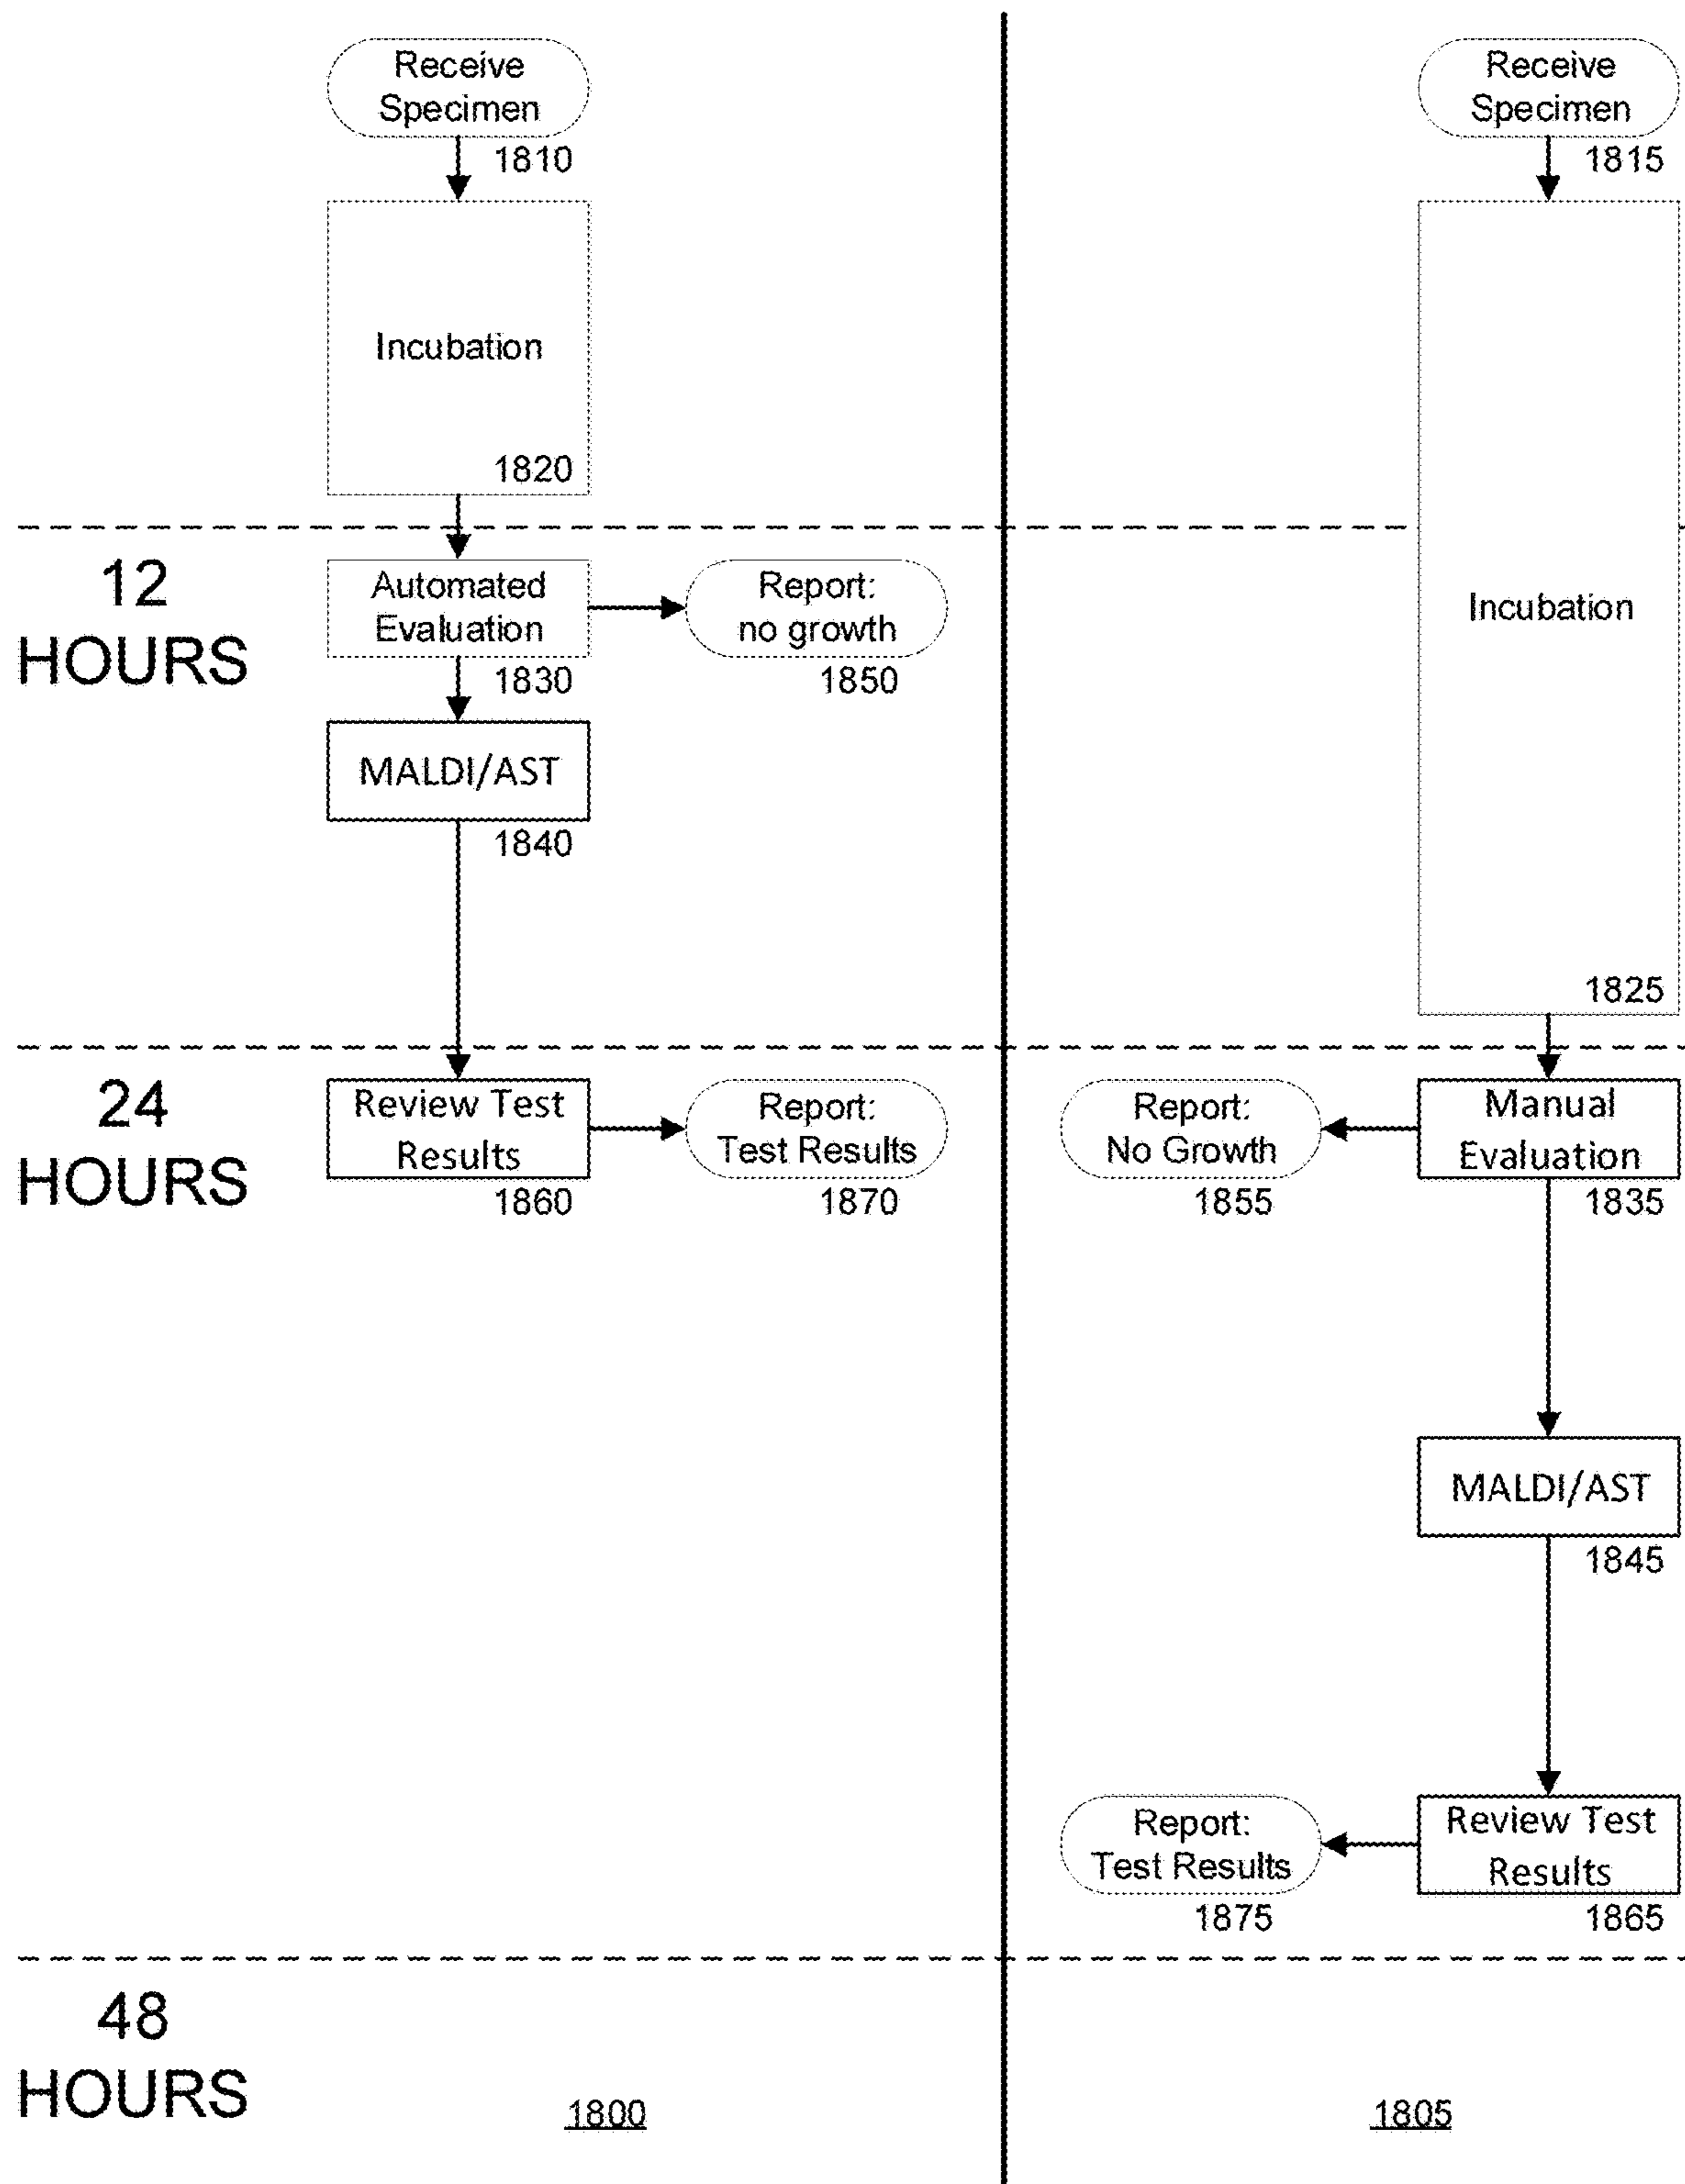 Receive
Specimen
1810
Incubation
1820
12
HOURS
Automated
Evaluation
1830
Report:
no growth
1850
MALDI/AST
1840
24
HOURS
Review Test
Results
1860
Report:
Test Results
1870
48
HOURS
1800
Receive
Specimen
1815
Incubation
1825
Manual
Evaluation
1835
Report:
No Growth
1855
MALDI/AST
1845
Review Test
Results
1865
Report:
Test Results
1875
1805